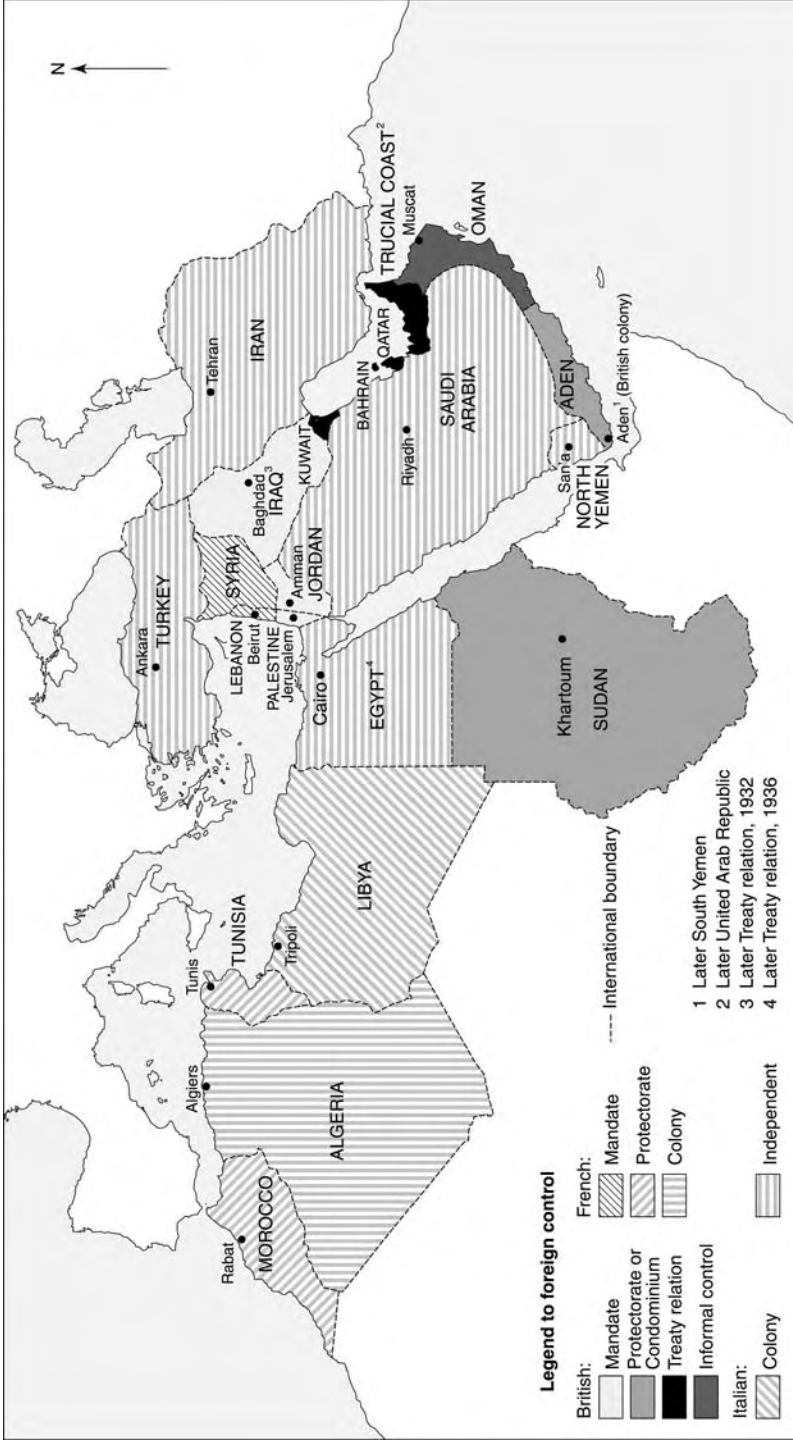 N
Ankara
TURKEY
Tehran
IRAN
SYRIA
Baghdad
IRAQ³
LEBANON
Beirut
PALESTINE
Jerusalem
Amman
JORDAN
KUWAIT
BAHRAIN
QATAR
TRUCIAL COAST²
Muscat
OMAN
Riyadh
SAUDI
ARABIA
San'a
NORTH
YEMEN
ADEN
Aden¹ (British colony)
Cairo
EGYPT⁴
Khartoum
SUDAN
LIBYA
Tripoli
TUNISIA
Tunis
Algiers
ALGERIA
Rabat
MOROCCO
Legend to foreign control
British:
Mandate
Protectorate or
Condominium
Treaty relation
Informal control
Italian:
Colony
French:
Mandate
Protectorate
Colony
Independent
International boundary
1 Later South Yemen
2 Later United Arab Republic
3 Later Treaty relation, 1932
4 Later Treaty relation, 1936